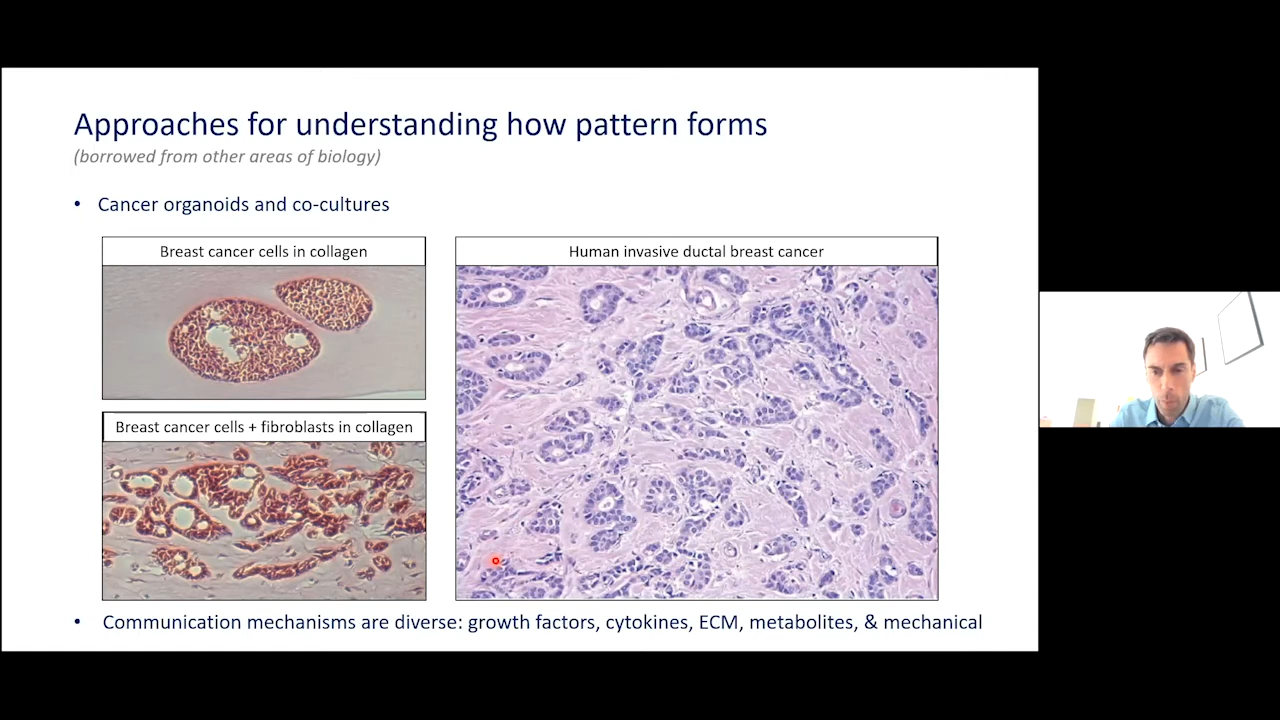 Approaches for understanding how pattern forms
(borrowed from other areas of biology)
• Cancer organoids and co-cultures
Breast cancer cells in collagen
Human invasive ductal breast cancer
Breast cancer cells + fibroblasts in collagen
• Communication mechanisms are diverse: growth factors, cytokines, ECM, metabolites, & mechanical